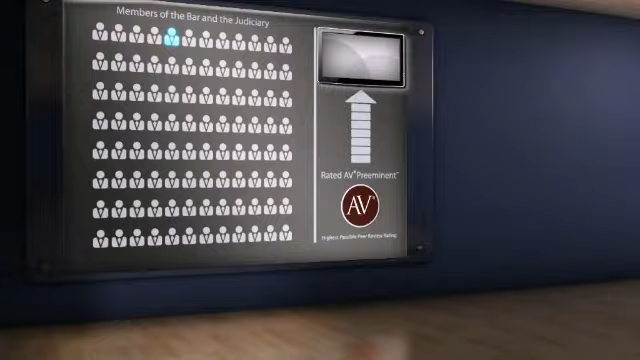 Members of the Bar and the Judiciary
Rated AV®Preeminent™
AV®
Highest Possible Peer Review Rating